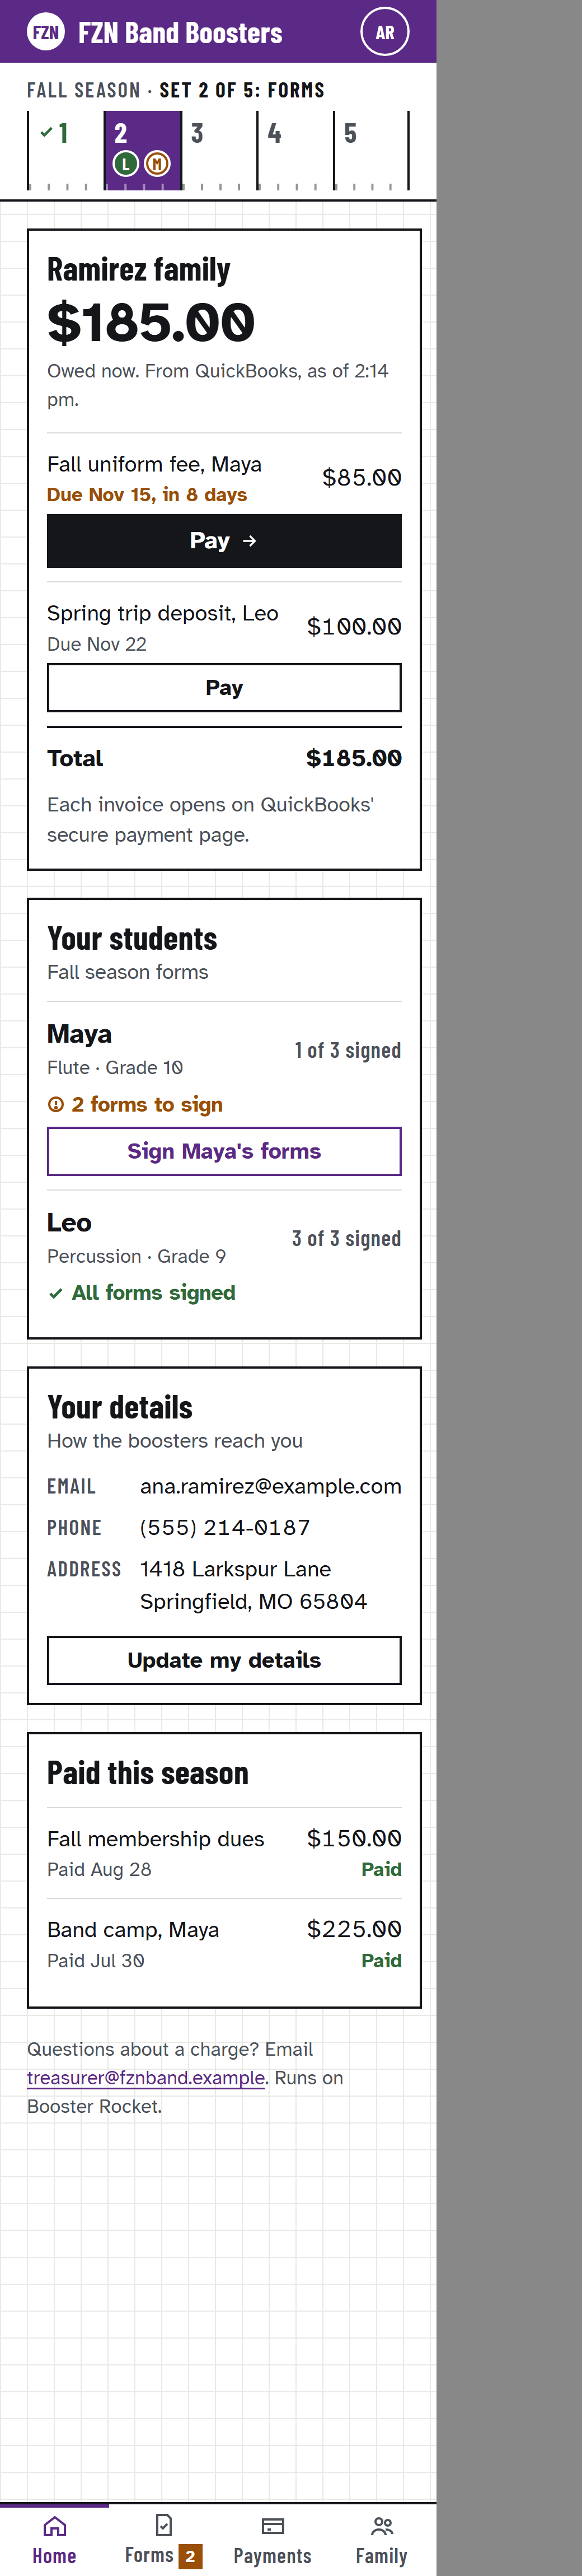 FZN FZN Band Boosters AR
FALL SEASON · SET 2 OF 5: FORMS
1 2 3 4 5
L M
Ramirez family
$185.00
Owed now. From QuickBooks, as of 2:14
pm.
Fall uniform fee, Maya $85.00
Due Nov 15, in 8 days
Pay →
Spring trip deposit, Leo $100.00
Due Nov 22
Pay
Total $185.00
Each invoice opens on QuickBooks'
secure payment page.
Your students
Fall season forms
Maya 1 of 3 signed
Flute · Grade 10
2 forms to sign
Sign Maya's forms
Leo 3 of 3 signed
Percussion · Grade 9
All forms signed
Your details
How the boosters reach you
EMAIL ana.ramirez@example.com
PHONE (555) 214-0187
ADDRESS 1418 Larkspur Lane
Springfield, MO 65804
Update my details
Paid this season
Fall membership dues $150.00
Paid Aug 28 Paid
Band camp, Maya $225.00
Paid Jul 30 Paid
Questions about a charge? Email
treasurer@fznband.example. Runs on
Booster Rocket.
Home Forms 2 Payments Family